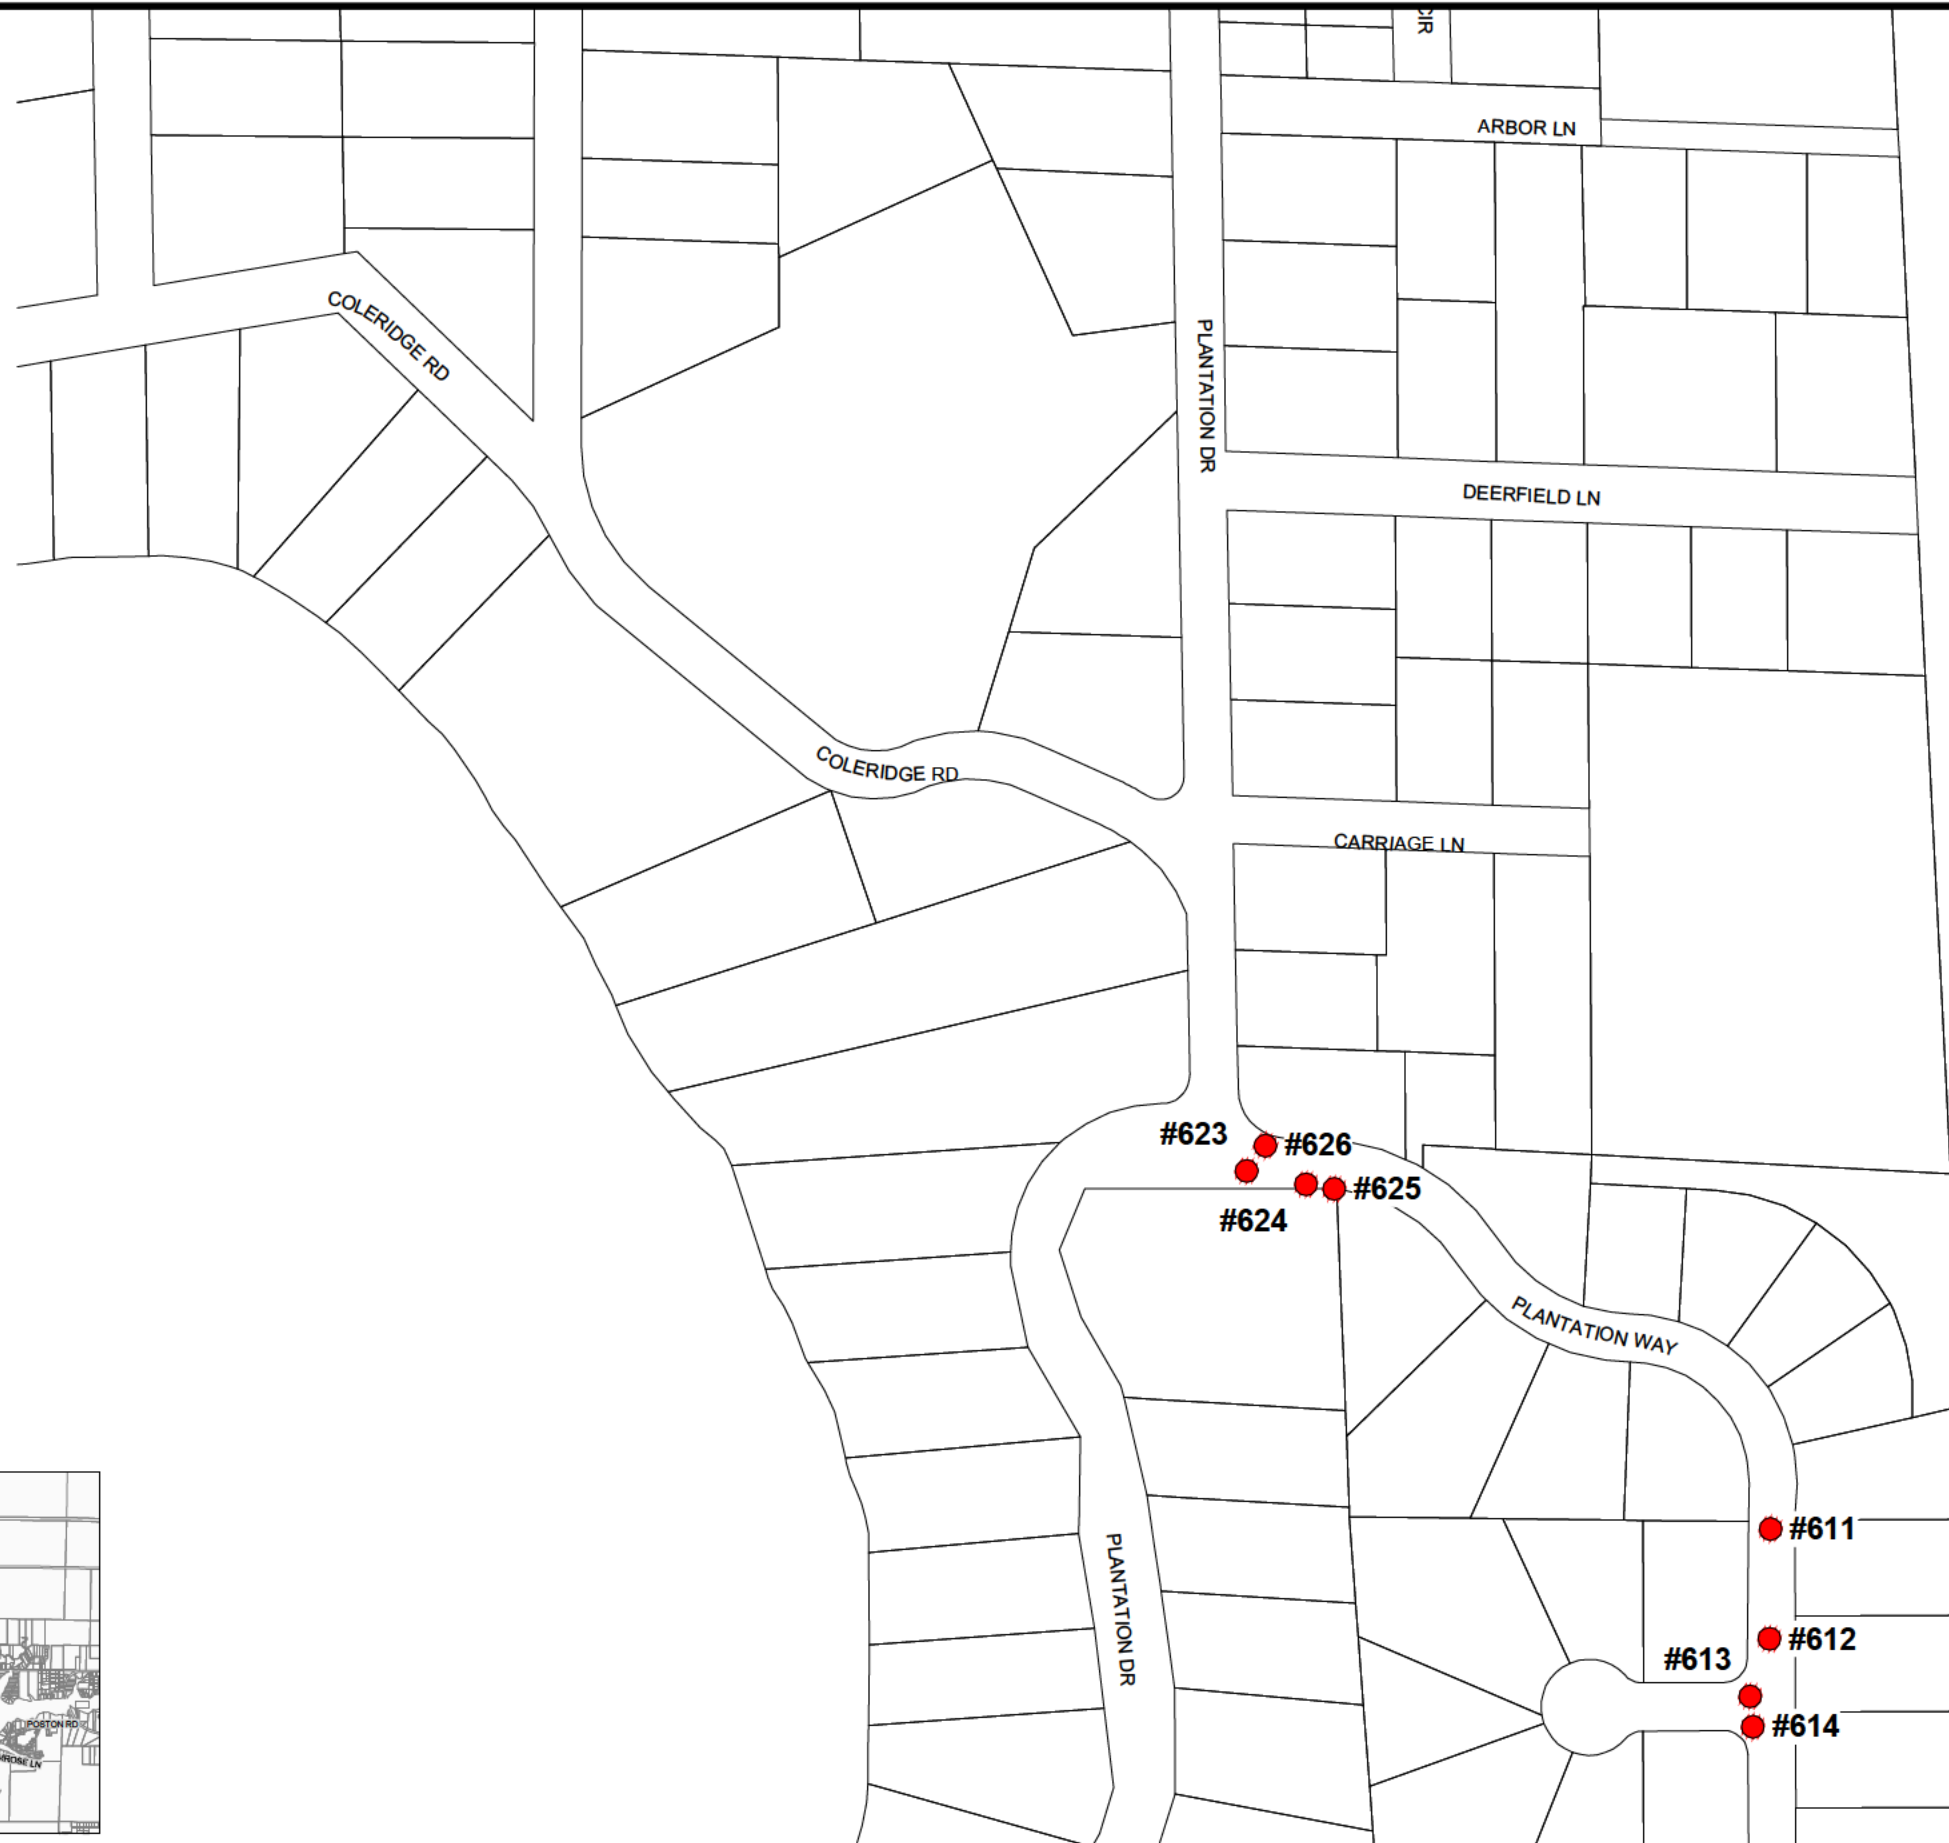 CIR
ARBOR LN
COLERIDGE RD
PLANTATION DR
DEERFIELD LN
COLERIDGE RD
CARRIAGE LN
#623
#626
#625
#624
PLANTATION WAY
#611
PLANTATION DR
#612
#613
#614
POSTON RD